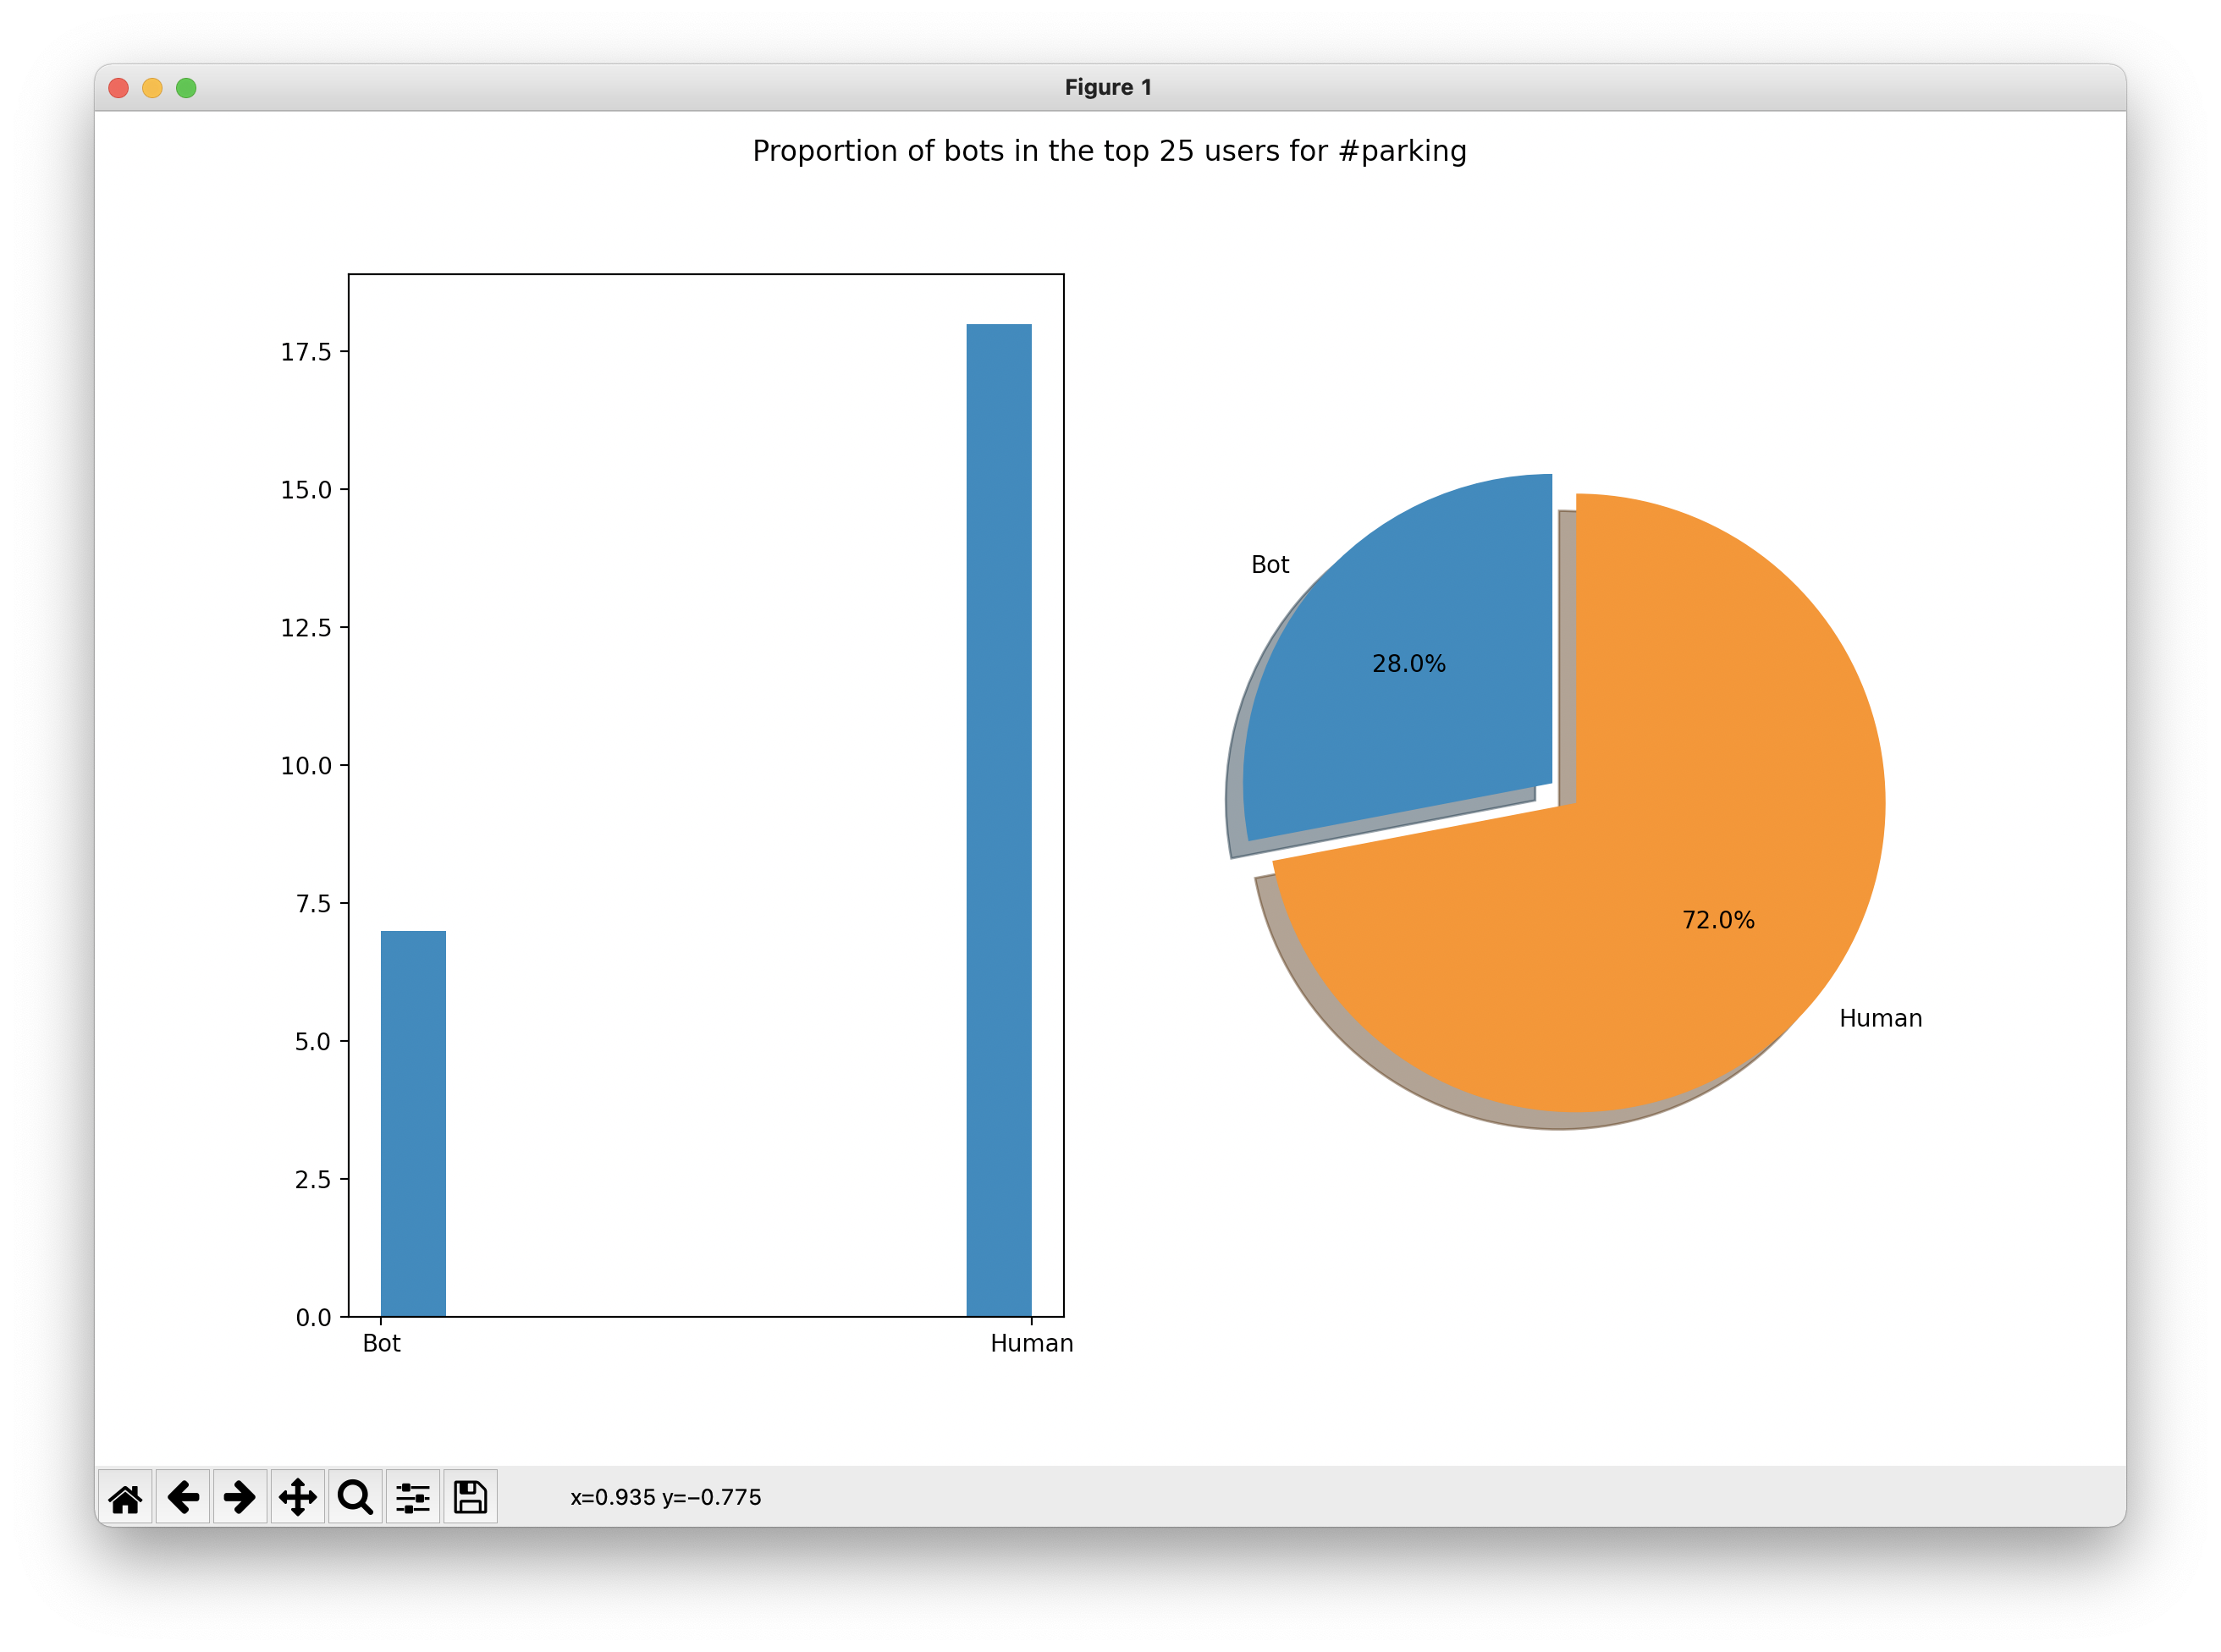 Figure 1
Proportion of bots in the top 25 users for #parking
17.5
15.0
12.5
10.0
7.5
5.0
2.5
0.0
Bot
Human
Bot
28.0%
72.0%
Human
x=0.935 y=−0.775